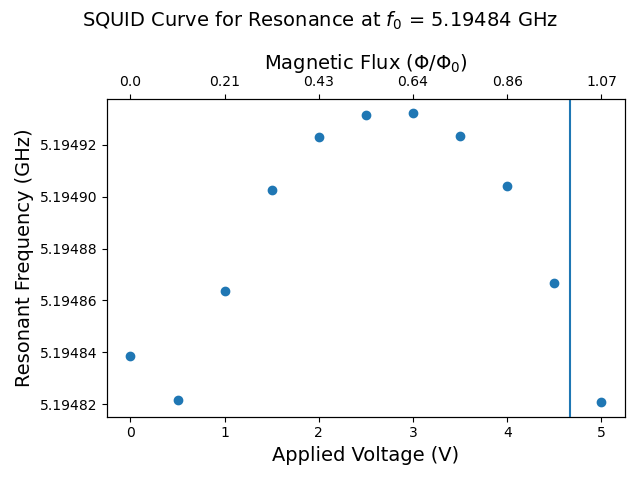 SQUID Curve for Resonance at f₀ = 5.19484 GHz
Magnetic Flux (Φ/Φ₀)
0.0 0.21 0.43 0.64 0.86 1.07
Resonant Frequency (GHz)
5.19492
5.19490
5.19488
5.19486
5.19484
5.19482
0 1 2 3 4 5
Applied Voltage (V)